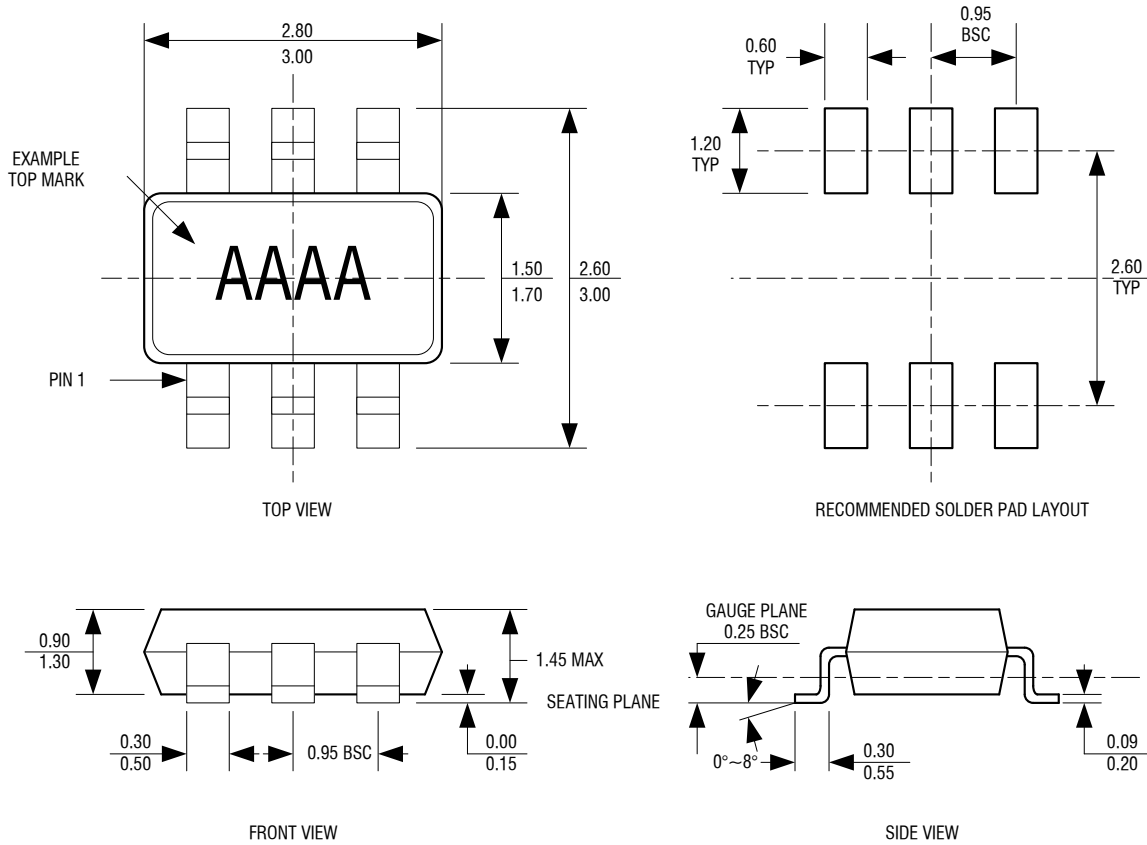 2.80
3.00
EXAMPLE
TOP MARK
AAAA
1.50
1.70
2.60
3.00
PIN 1
TOP VIEW
0.60
TYP
0.95
BSC
1.20
TYP
2.60
TYP
RECOMMENDED SOLDER PAD LAYOUT
0.90
1.30
1.45 MAX
SEATING PLANE
0.30
0.50
0.95 BSC
0.00
0.15
FRONT VIEW
GAUGE PLANE
0.25 BSC
0°~8°
0.30
0.55
0.09
0.20
SIDE VIEW